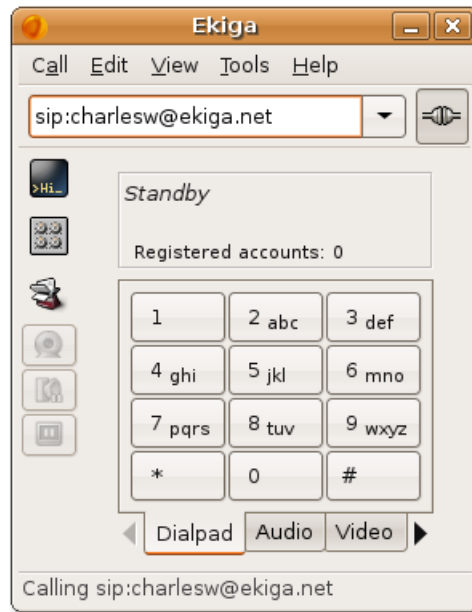 Ekiga
Call Edit View Tools Help
sip:charlesw@ekiga.net
>Hi_
Standby
Registered accounts: 0
1 2 abc 3 def
4 ghi 5 jkl 6 mno
7 pqrs 8 tuv 9 wxyz
* 0 #
Dialpad Audio Video
Calling sip:charlesw@ekiga.net